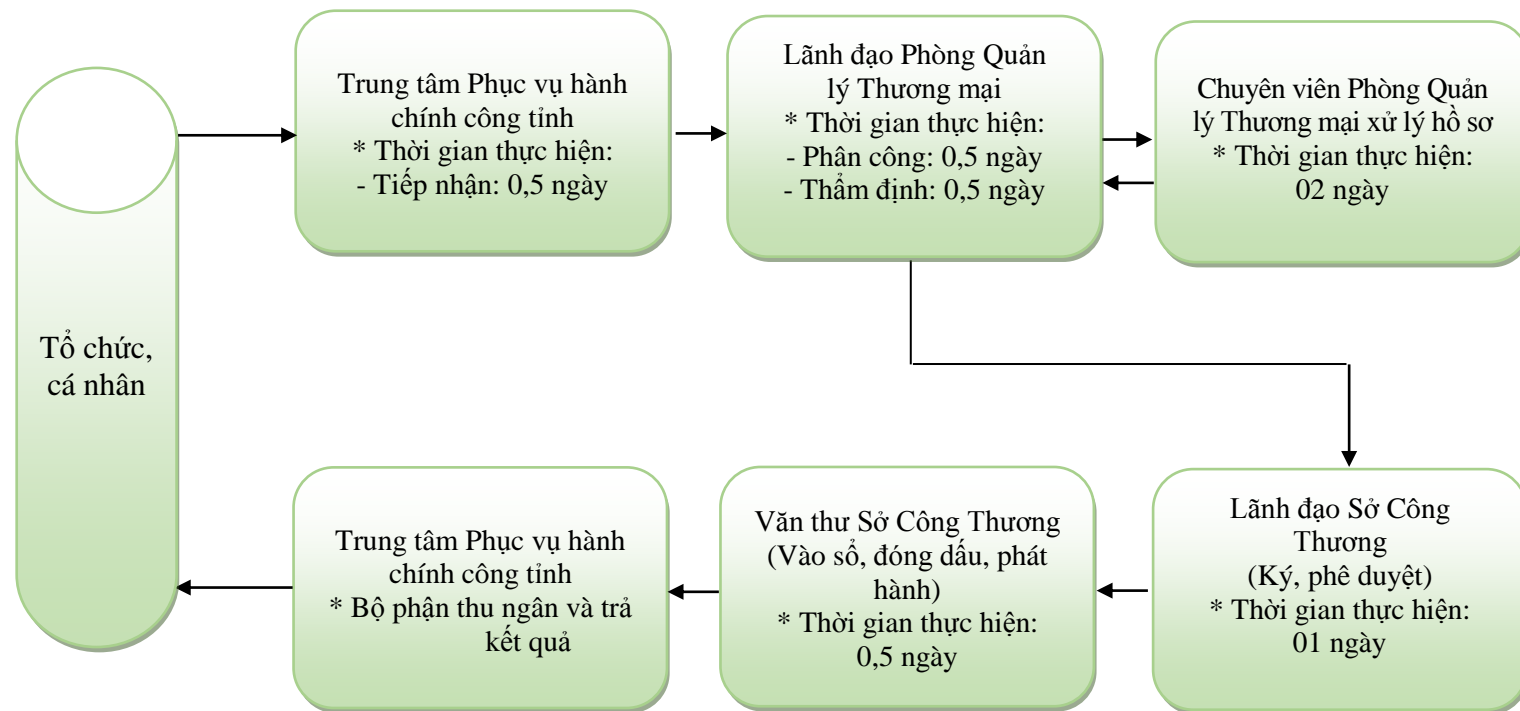 Tổ chức,
cá nhân
Trung tâm Phục vụ hành
chính công tỉnh
* Thời gian thực hiện:
- Tiếp nhận: 0,5 ngày
Lãnh đạo Phòng Quản
lý Thương mại
* Thời gian thực hiện:
- Phân công: 0,5 ngày
- Thẩm định: 0,5 ngày
Chuyên viên Phòng Quản
lý Thương mại xử lý hồ sơ
* Thời gian thực hiện:
02 ngày
Lãnh đạo Sở Công
Thương
(Ký, phê duyệt)
* Thời gian thực hiện:
01 ngày
Văn thư Sở Công Thương
(Vào sổ, đóng dấu, phát
hành)
* Thời gian thực hiện:
0,5 ngày
Trung tâm Phục vụ hành
chính công tỉnh
* Bộ phận thu ngân và trả
kết quả